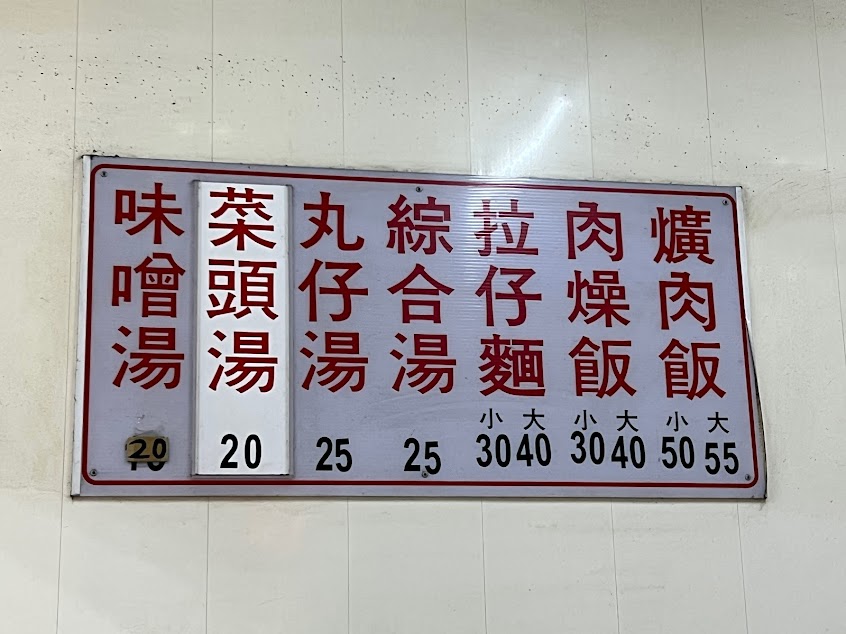 爌肉飯
小 大
50 55
肉燥飯
小 大
30 40
拉仔麵
小 大
30 40
綜合湯
25
丸仔湯
25
菜頭湯
20
味噌湯
20